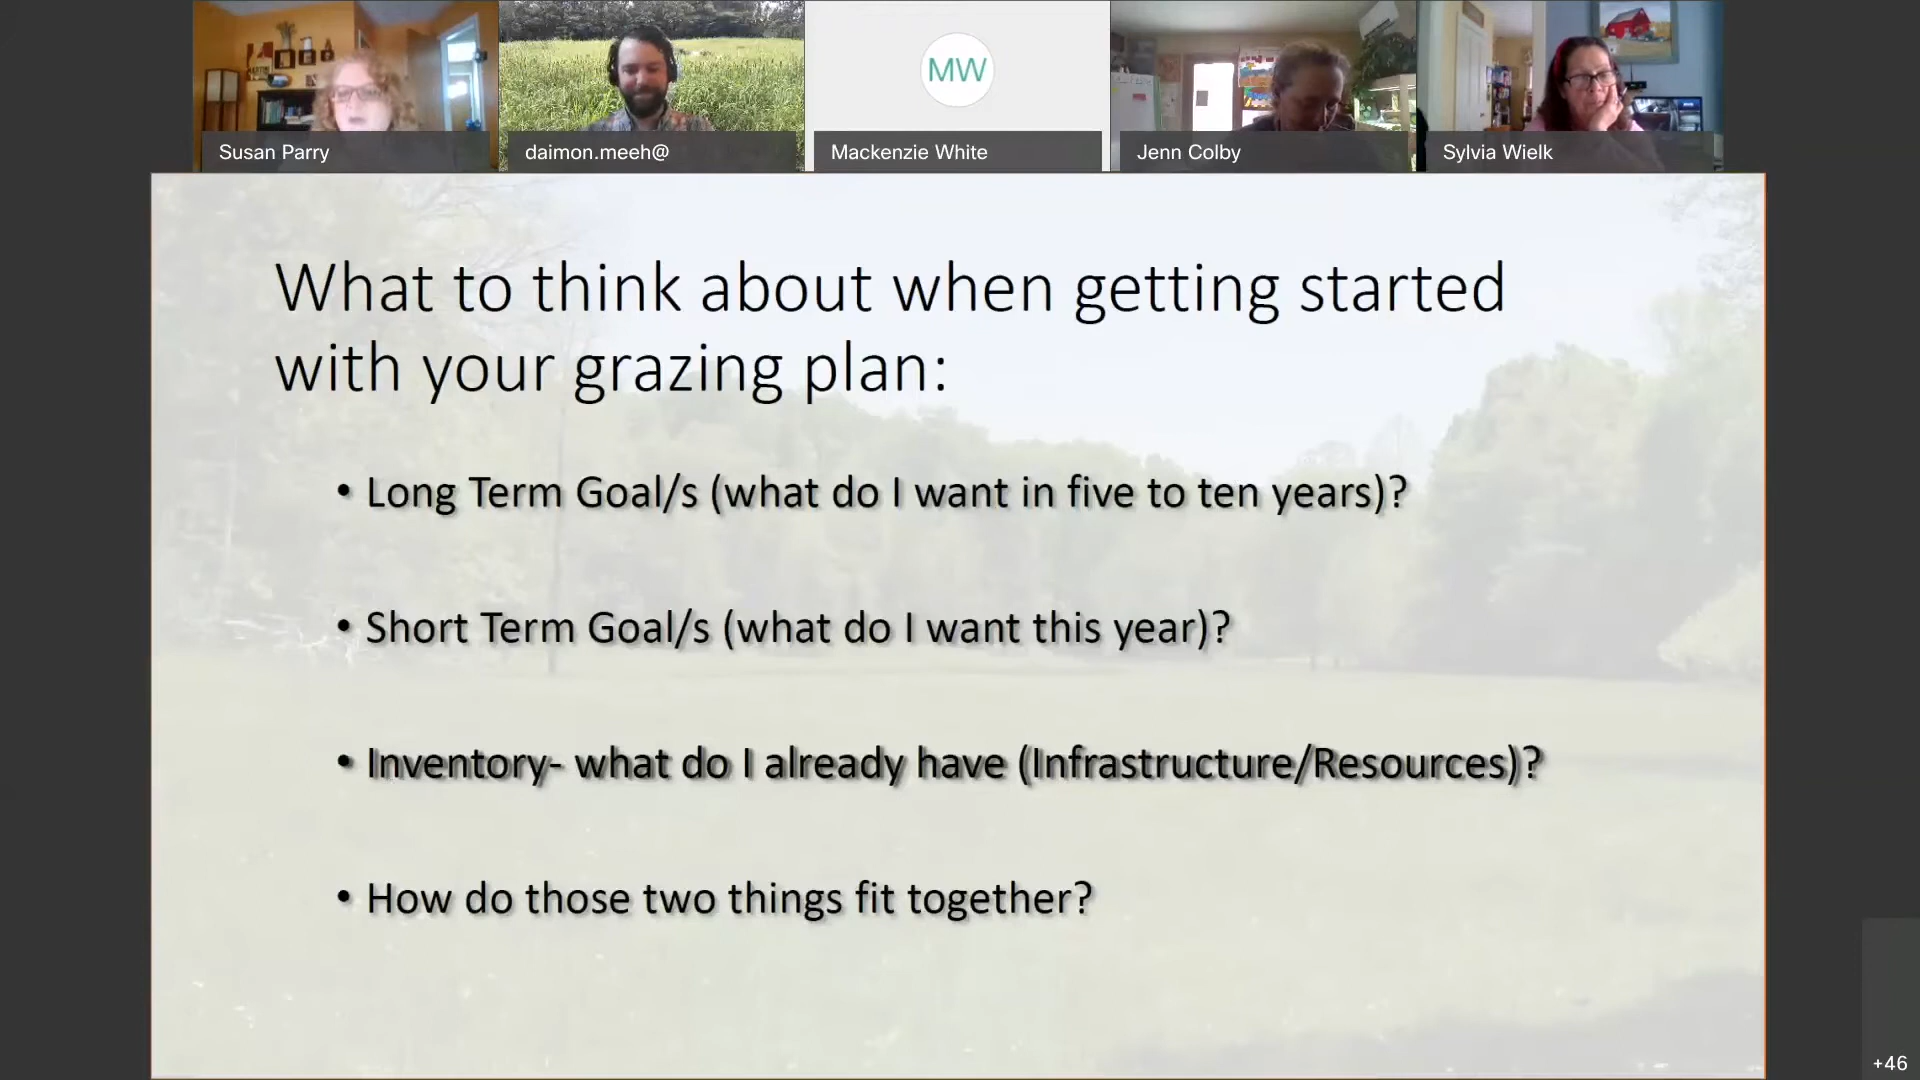 Susan Parry
daimon.meeh@
MW
Mackenzie White
Jenn Colby
Sylvia Wielk
What to think about when getting started
with your grazing plan:
• Long Term Goal/s (what do I want in five to ten years)?
• Short Term Goal/s (what do I want this year)?
• Inventory- what do I already have (Infrastructure/Resources)?
• How do those two things fit together?
+46